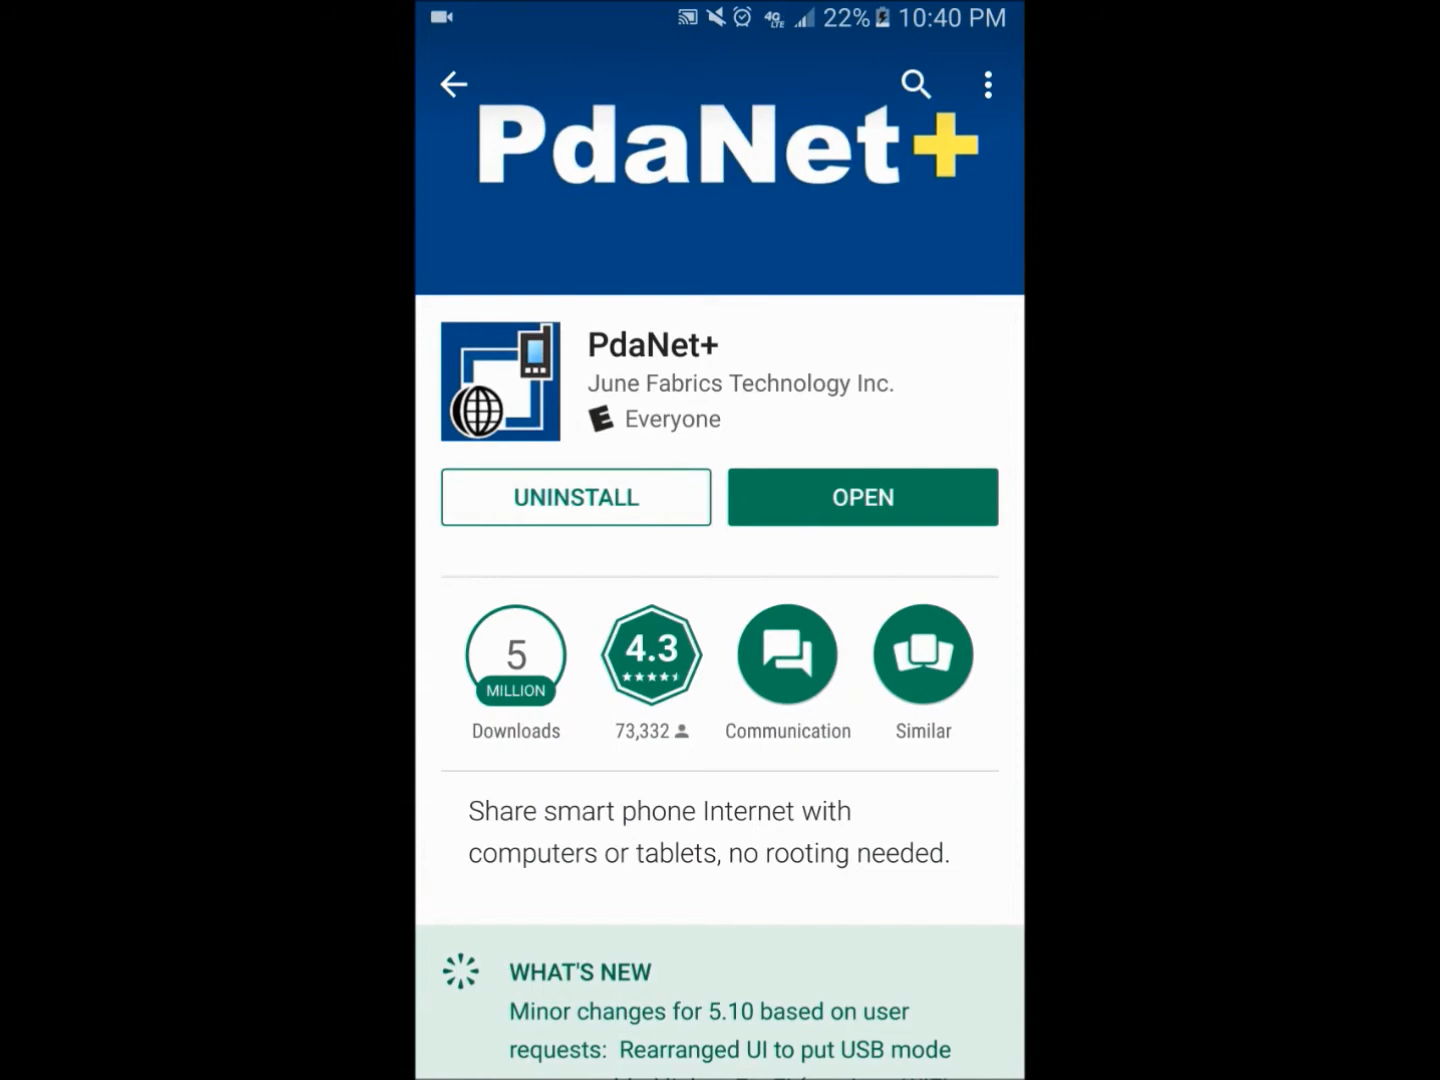 4G LTE 22% 10:40 PM
PdaNet+
PdaNet+
June Fabrics Technology Inc.
E Everyone
UNINSTALL
OPEN
5 MILLION
4.3
Downloads
73,332
Communication
Similar
Share smart phone Internet with
computers or tablets, no rooting needed.
WHAT'S NEW
Minor changes for 5.10 based on user
requests: Rearranged UI to put USB mode